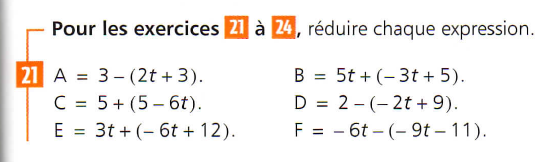 Pour les exercices 21 à 24, réduire chaque expression.
21 A = 3 – (2t + 3). B = 5t + (– 3t + 5).
C = 5 + (5 – 6t). D = 2 – (– 2t + 9).
E = 3t + (– 6t + 12). F = – 6t – (– 9t – 11).